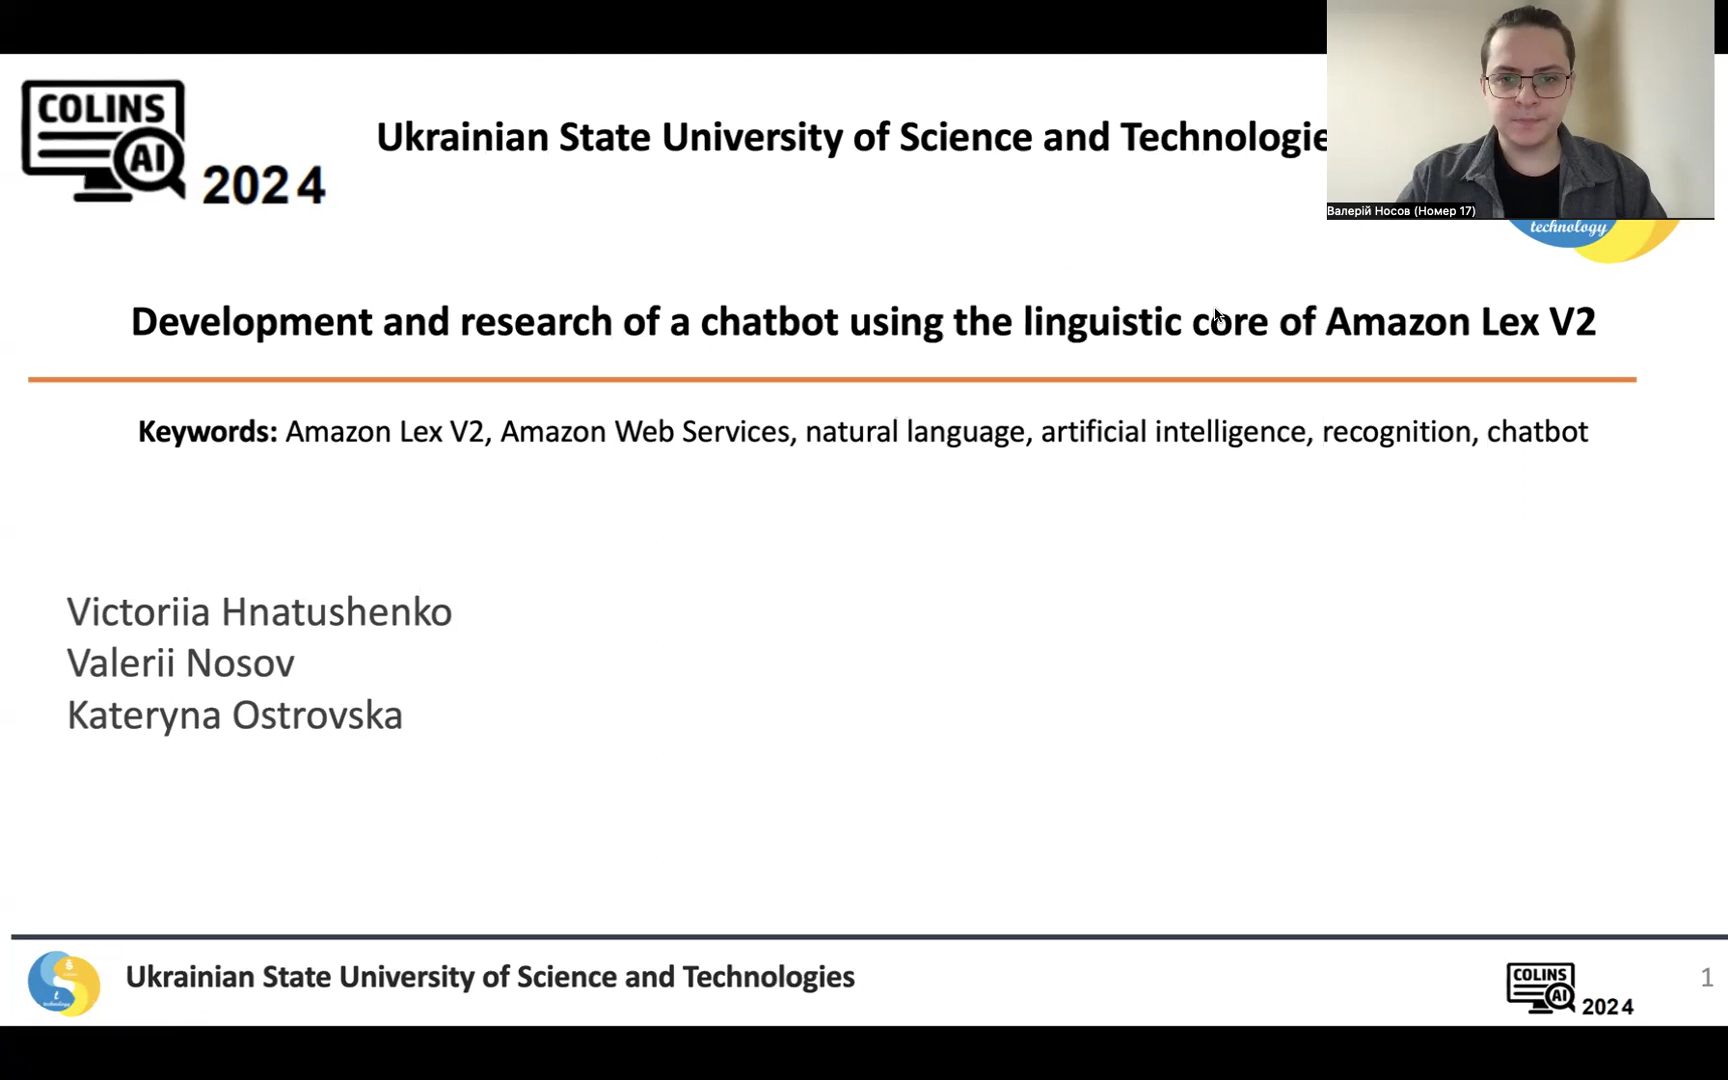 COLINS
AI
2024
Ukrainian State University of Science and Technologie
Валерій Носов (Номер 17)
technology
Development and research of a chatbot using the linguistic core of Amazon Lex V2
Keywords: Amazon Lex V2, Amazon Web Services, natural language, artificial intelligence, recognition, chatbot
Victoriia Hnatushenko
Valerii Nosov
Kateryna Ostrovska
Ukrainian State University of Science and Technologies
COLINS
AI
2024
1